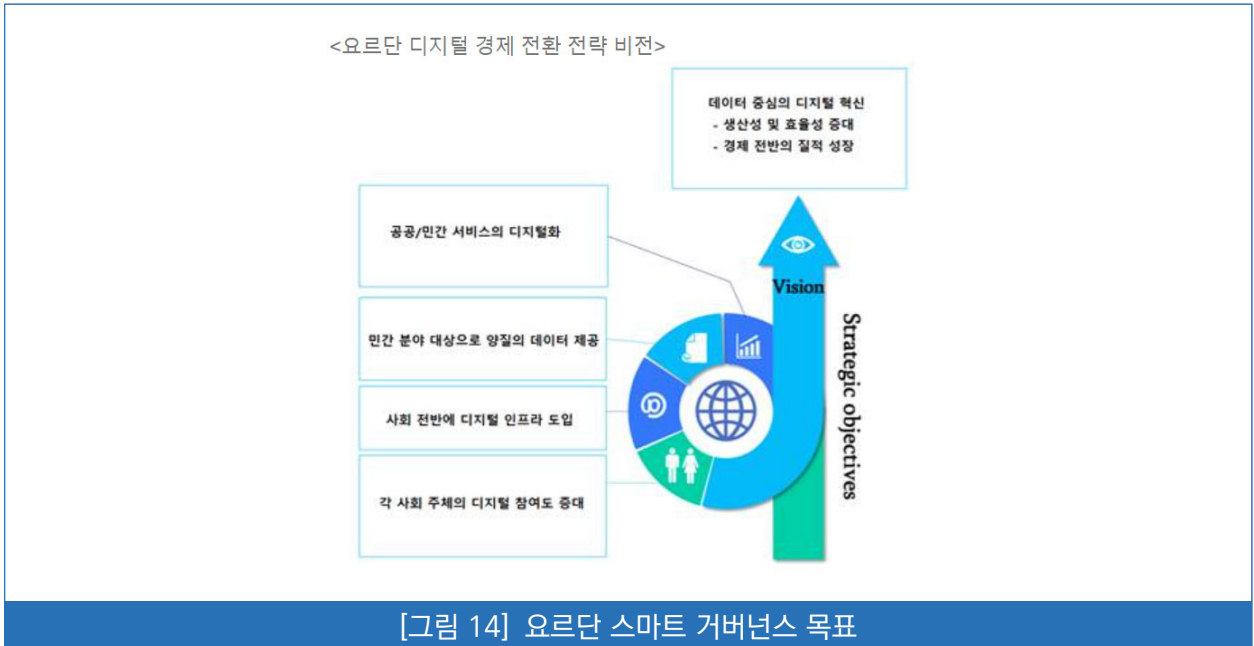 <요르단 디지털 경제 전환 전략 비전>
데이터 중심의 디지털 혁신
- 생산성 및 효율성 증대
- 경제 전반의 질적 성장
공공/민간 서비스의 디지털화
민간 분야 대상으로 양질의 데이터 제공
사회 전반에 디지털 인프라 도입
각 사회 주체의 디지털 참여도 증대
Vision
Strategic objectives
@
[그림 14] 요르단 스마트 거버넌스 목표